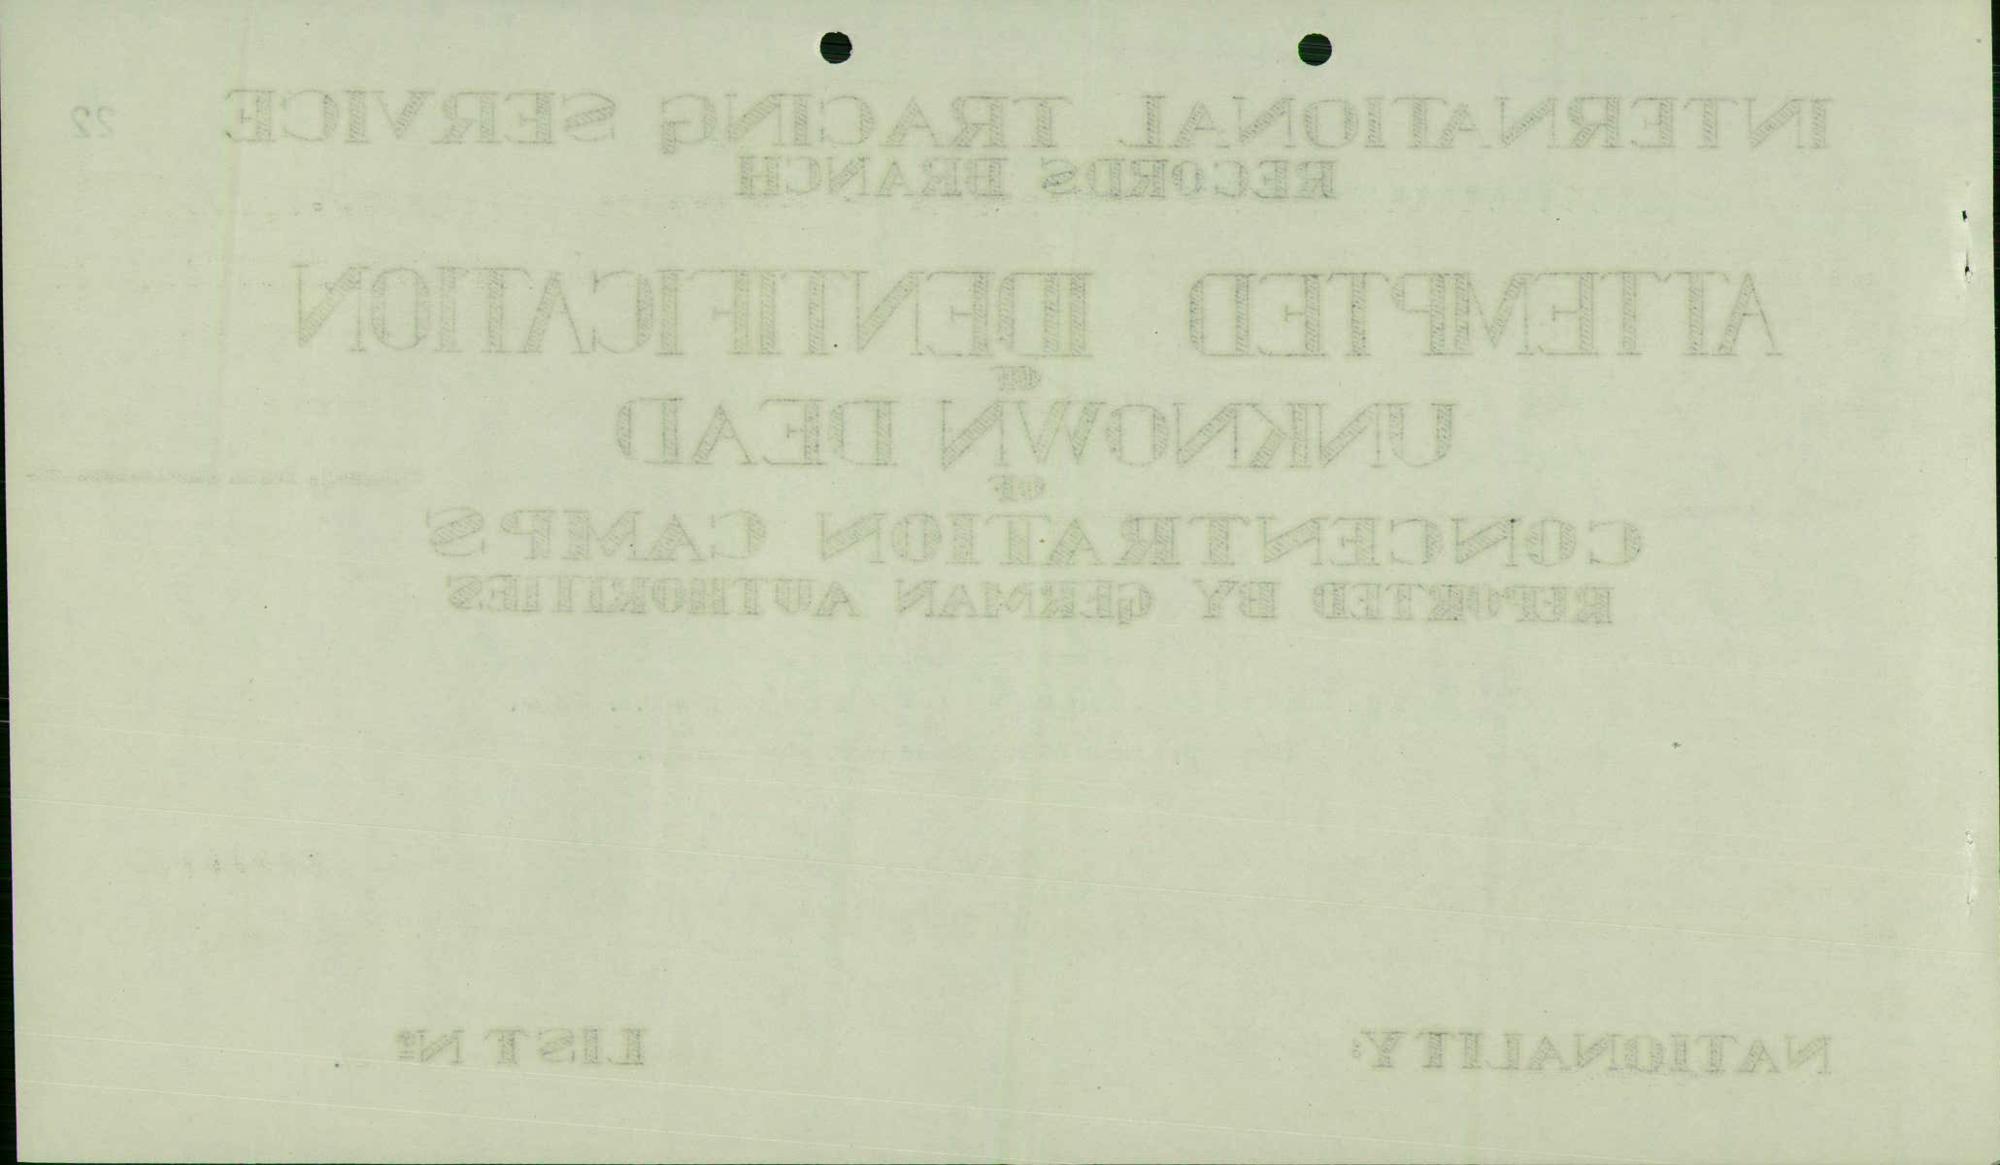 22
INTERNATIONAL TRACING SERVICE
RECORDS BRANCH
ATTEMPTED IDENTIFICATION
OF
UNKNOWN DEAD
OF
CONCENTRATION CAMPS
REPORTED BY GERMAN AUTHORITIES
NATIONALITY:
LIST Nº